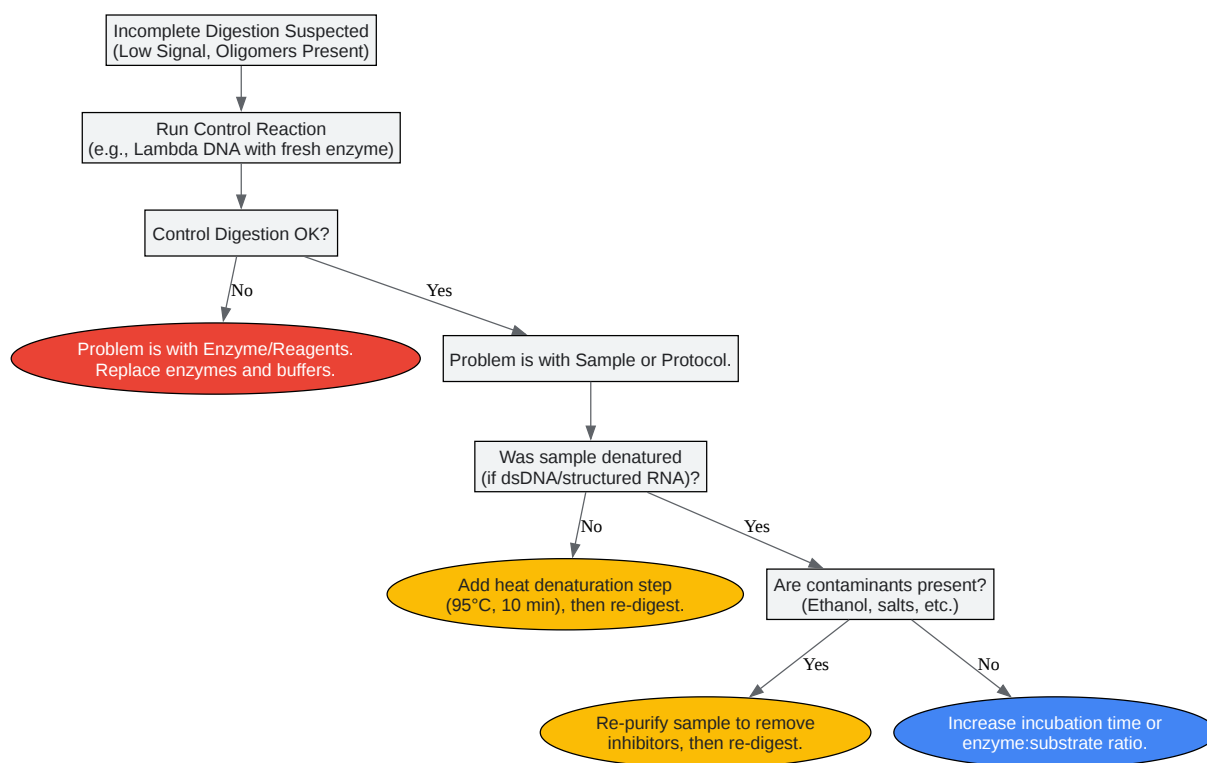 Incomplete Digestion Suspected
(Low Signal, Oligomers Present)
Run Control Reaction
(e.g., Lambda DNA with fresh enzyme)
Control Digestion OK?
No
Yes
Problem is with Enzyme/Reagents.
Replace enzymes and buffers.
Problem is with Sample or Protocol.
Was sample denatured
(if dsDNA/structured RNA)?
No
Yes
Add heat denaturation step
(95°C, 10 min), then re-digest.
Are contaminants present?
(Ethanol, salts, etc.)
Yes
No
Re-purify sample to remove
inhibitors, then re-digest.
Increase incubation time or
enzyme:substrate ratio.